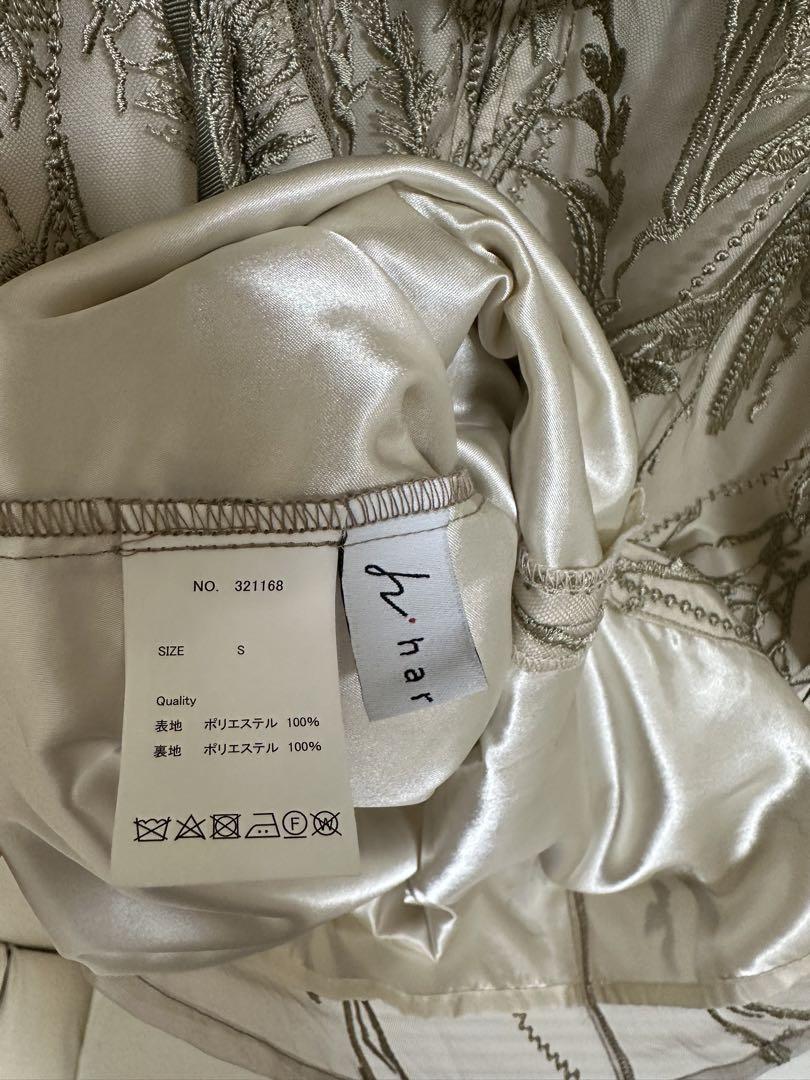 NO. 321168
SIZE S
Quality
表地 ポリエステル 100%
裏地 ポリエステル 100%
F
W
h·har